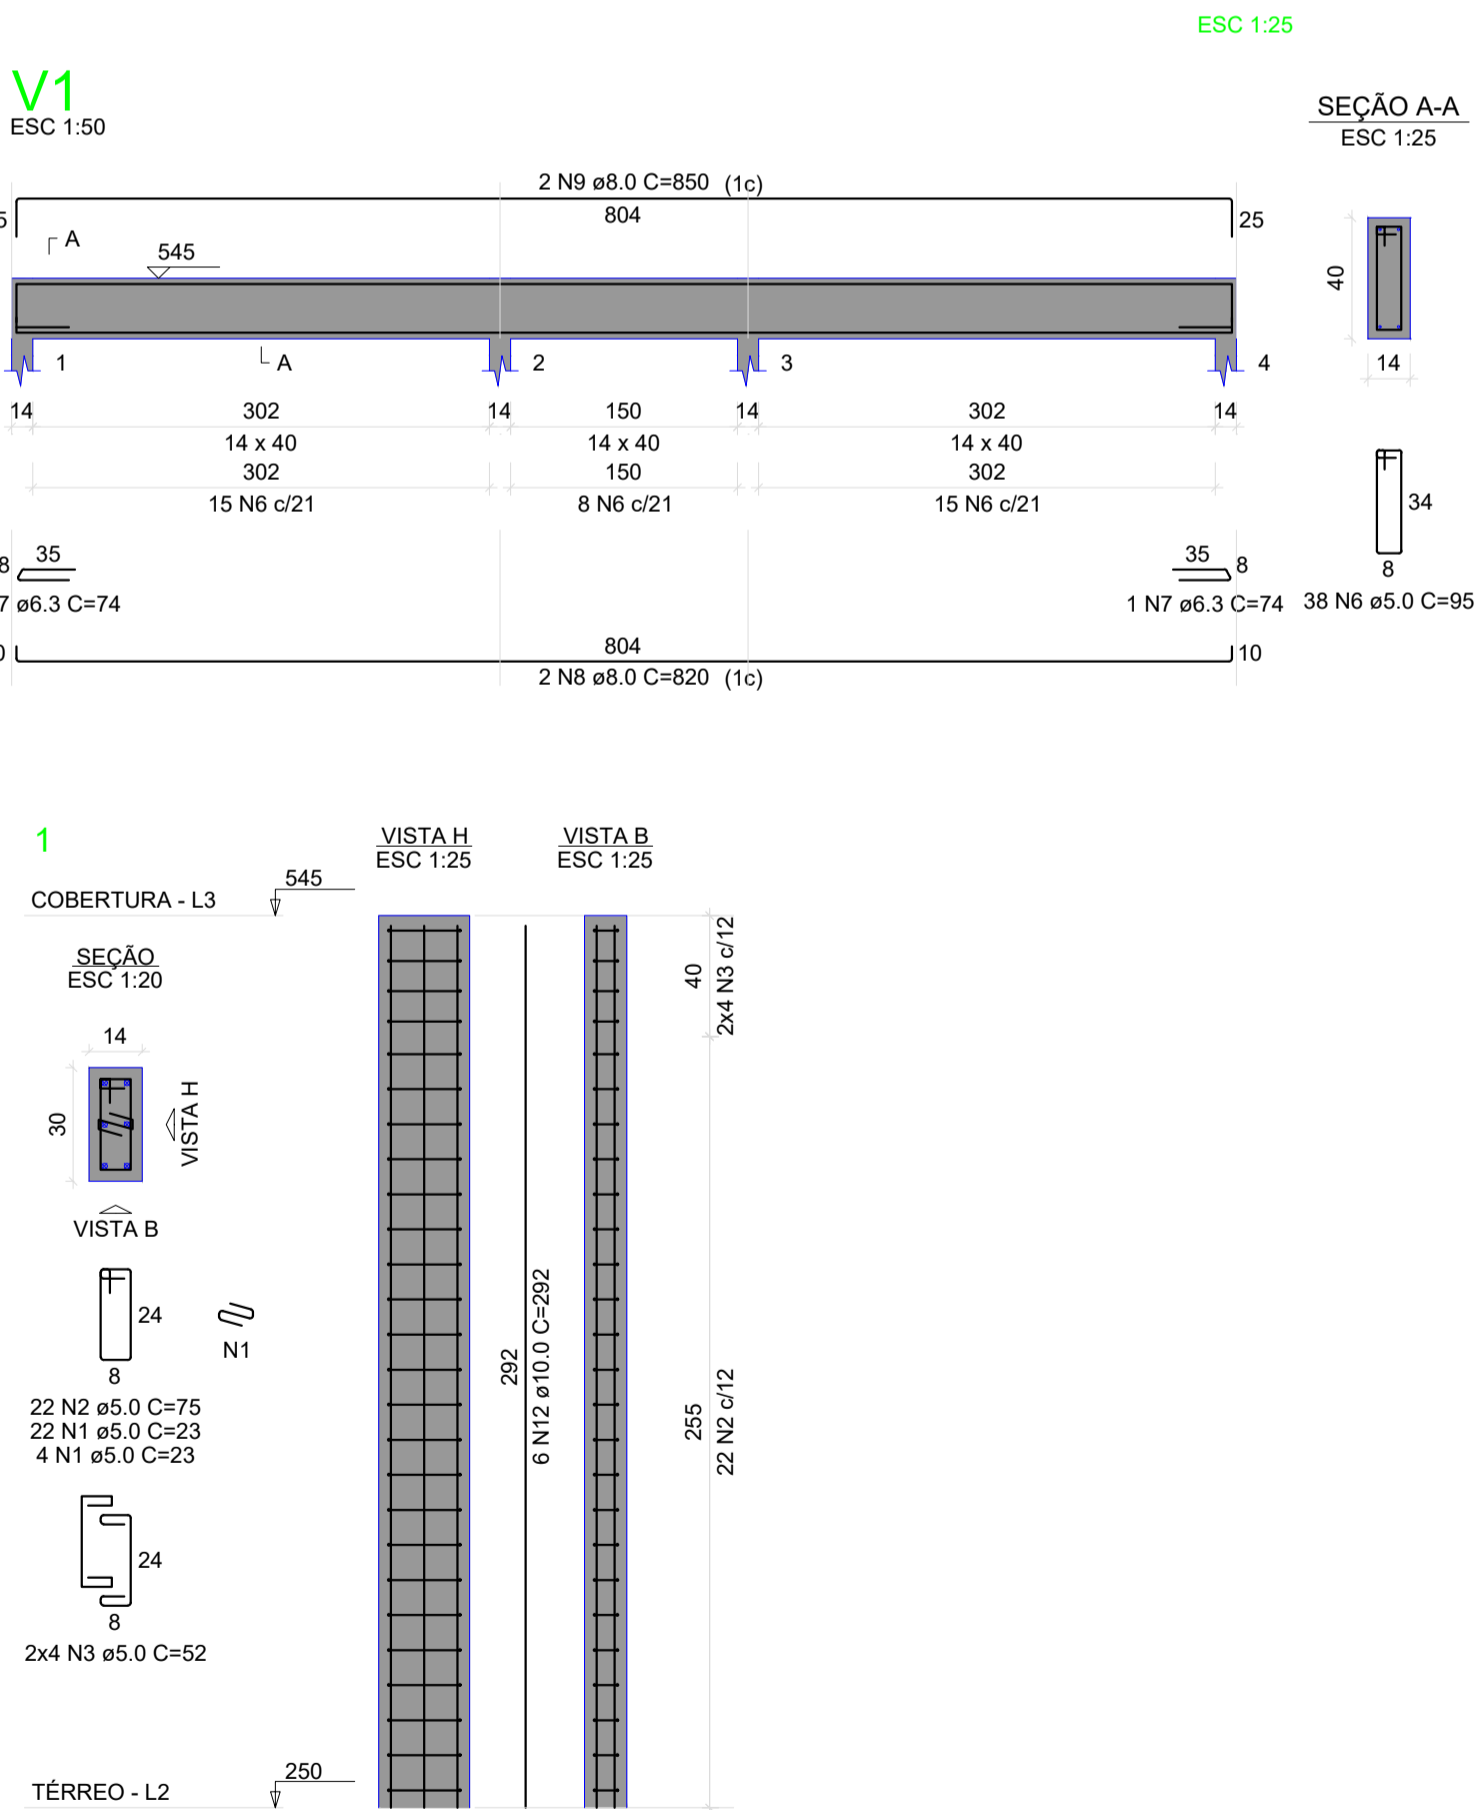 ESC 1:25
V1
ESC 1:50
SEÇÃO A-A
ESC 1:25
2 N9 ø8.0 C=850 (1c)
804
25
A
545
40
1
A
2
3
4
14
14 302 14 150 14 302 14
14 x 40 14 x 40 14 x 40
302 150 302
15 N6 c/21 8 N6 c/21 15 N6 c/21
34
8
38 N6 ø5.0 C=95
8 35
7 ø6.3 C=74
35 8
1 N7 ø6.3 C=74
804
10
2 N8 ø8.0 C=820 (1c)
1
VISTA H
ESC 1:25
VISTA B
ESC 1:25
COBERTURA - L3
545
SEÇÃO
ESC 1:20
14
30
VISTA H
VISTA B
24
8
N1
22 N2 ø5.0 C=75
22 N1 ø5.0 C=23
4 N1 ø5.0 C=23
24
8
2x4 N3 ø5.0 C=52
292
6 N12 ø10.0 C=292
40
2x4 N3 c/12
255
22 N2 c/12
TÉRREO - L2
250